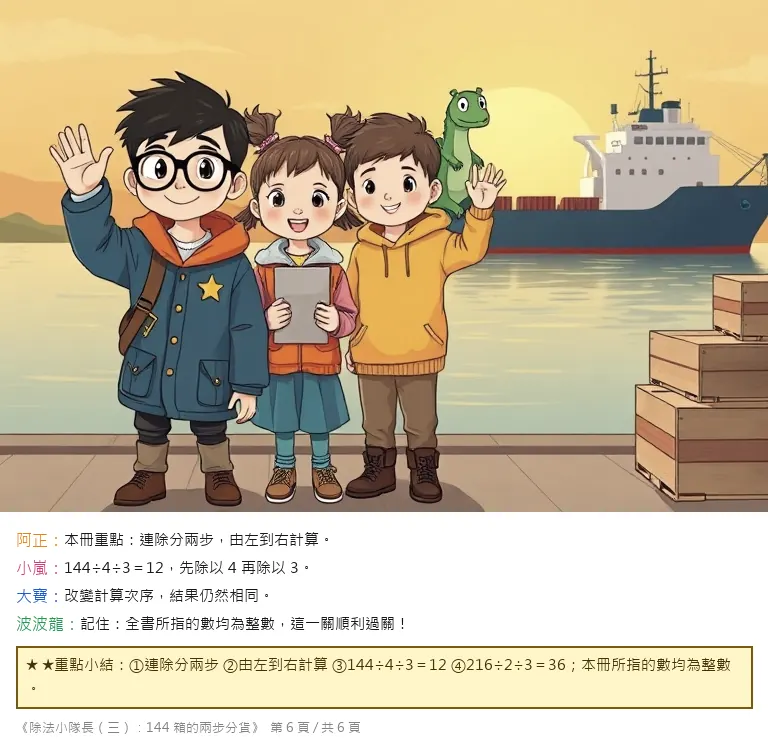 阿正：本冊重點：連除分兩步，由左到右計算。
小嵐：144÷4÷3＝12，先除以 4 再除以 3。
大寶：改變計算次序，結果仍然相同。
波波龍：記住：全書所指的數均為整數，這一關順利過關！
★★重點小結：①連除分兩步 ②由左到右計算 ③144÷4÷3＝12 ④216÷2÷3＝36；本冊所指的數均為整數
。
《除法小隊長（三）：144 箱的兩步分貨》 第 6 頁 / 共 6 頁